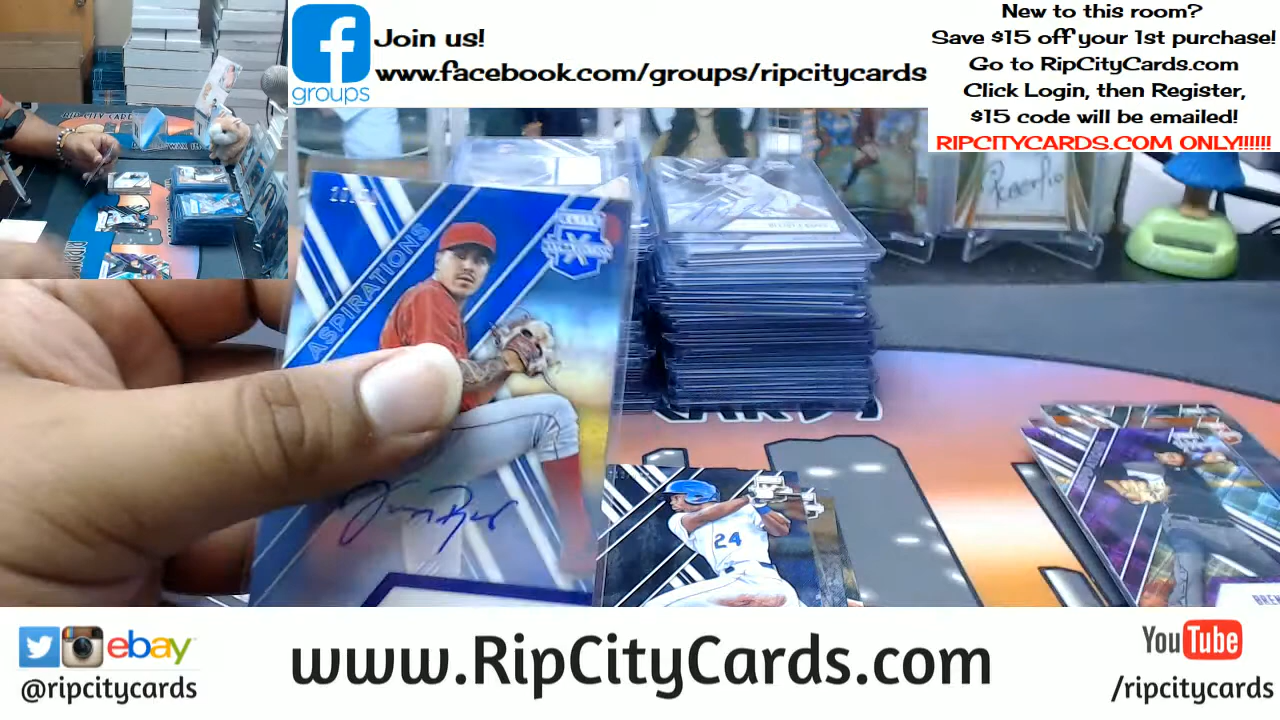 Join us!
www.facebook.com/groups/ripcitycards
groups
New to this room?
Save $15 off your 1st purchase!
Go to RipCityCards.com
Click Login, then Register,
$15 code will be emailed!
RIPCITYCARDS.COM ONLY!!!!!!
ASPIRATIONS
24
BREN
ebay
@ripcitycards
www.RipCityCards.com
YouTube
/ripcitycards